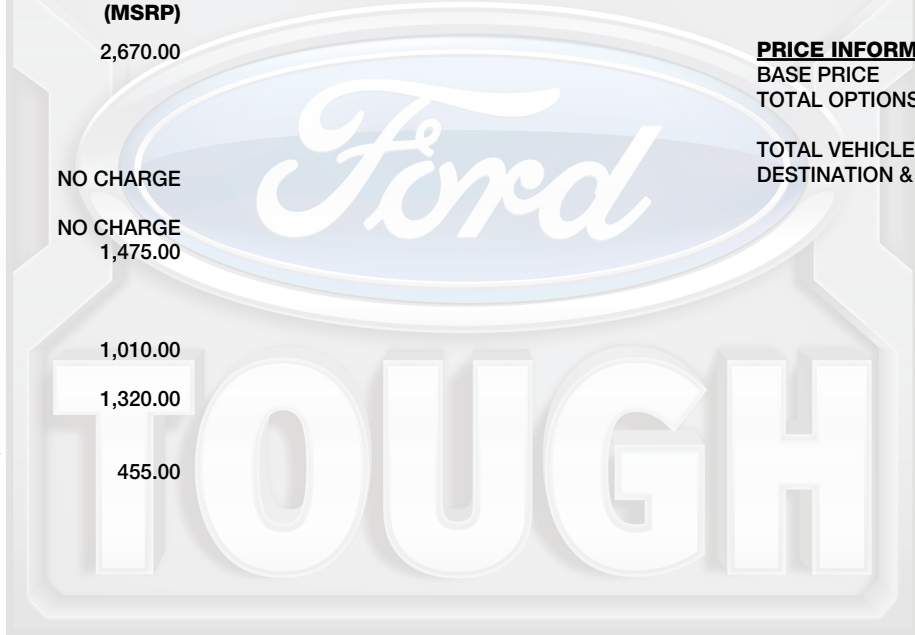 (MSRP)
2,670.00
NO CHARGE
NO CHARGE
1,475.00
1,010.00
1,320.00
455.00
PRICE INFORM
BASE PRICE
TOTAL OPTIONS
TOTAL VEHICLE
DESTINATION &
Ford
TOUGH